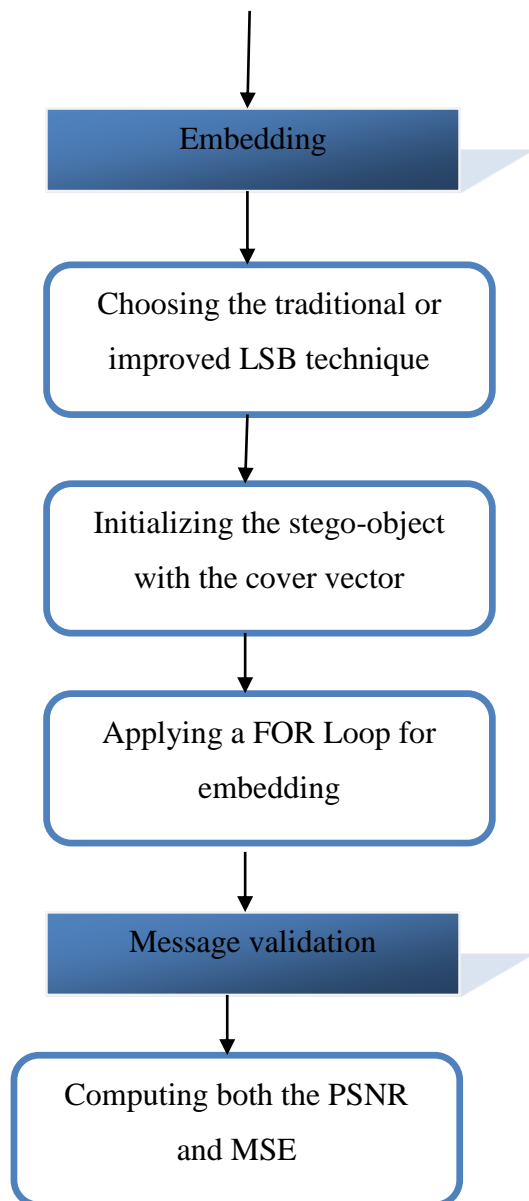 Embedding
Choosing the traditional or
improved LSB technique
Initializing the stego-object
with the cover vector
Applying a FOR Loop for
embedding
Message validation
Computing both the PSNR
and MSE